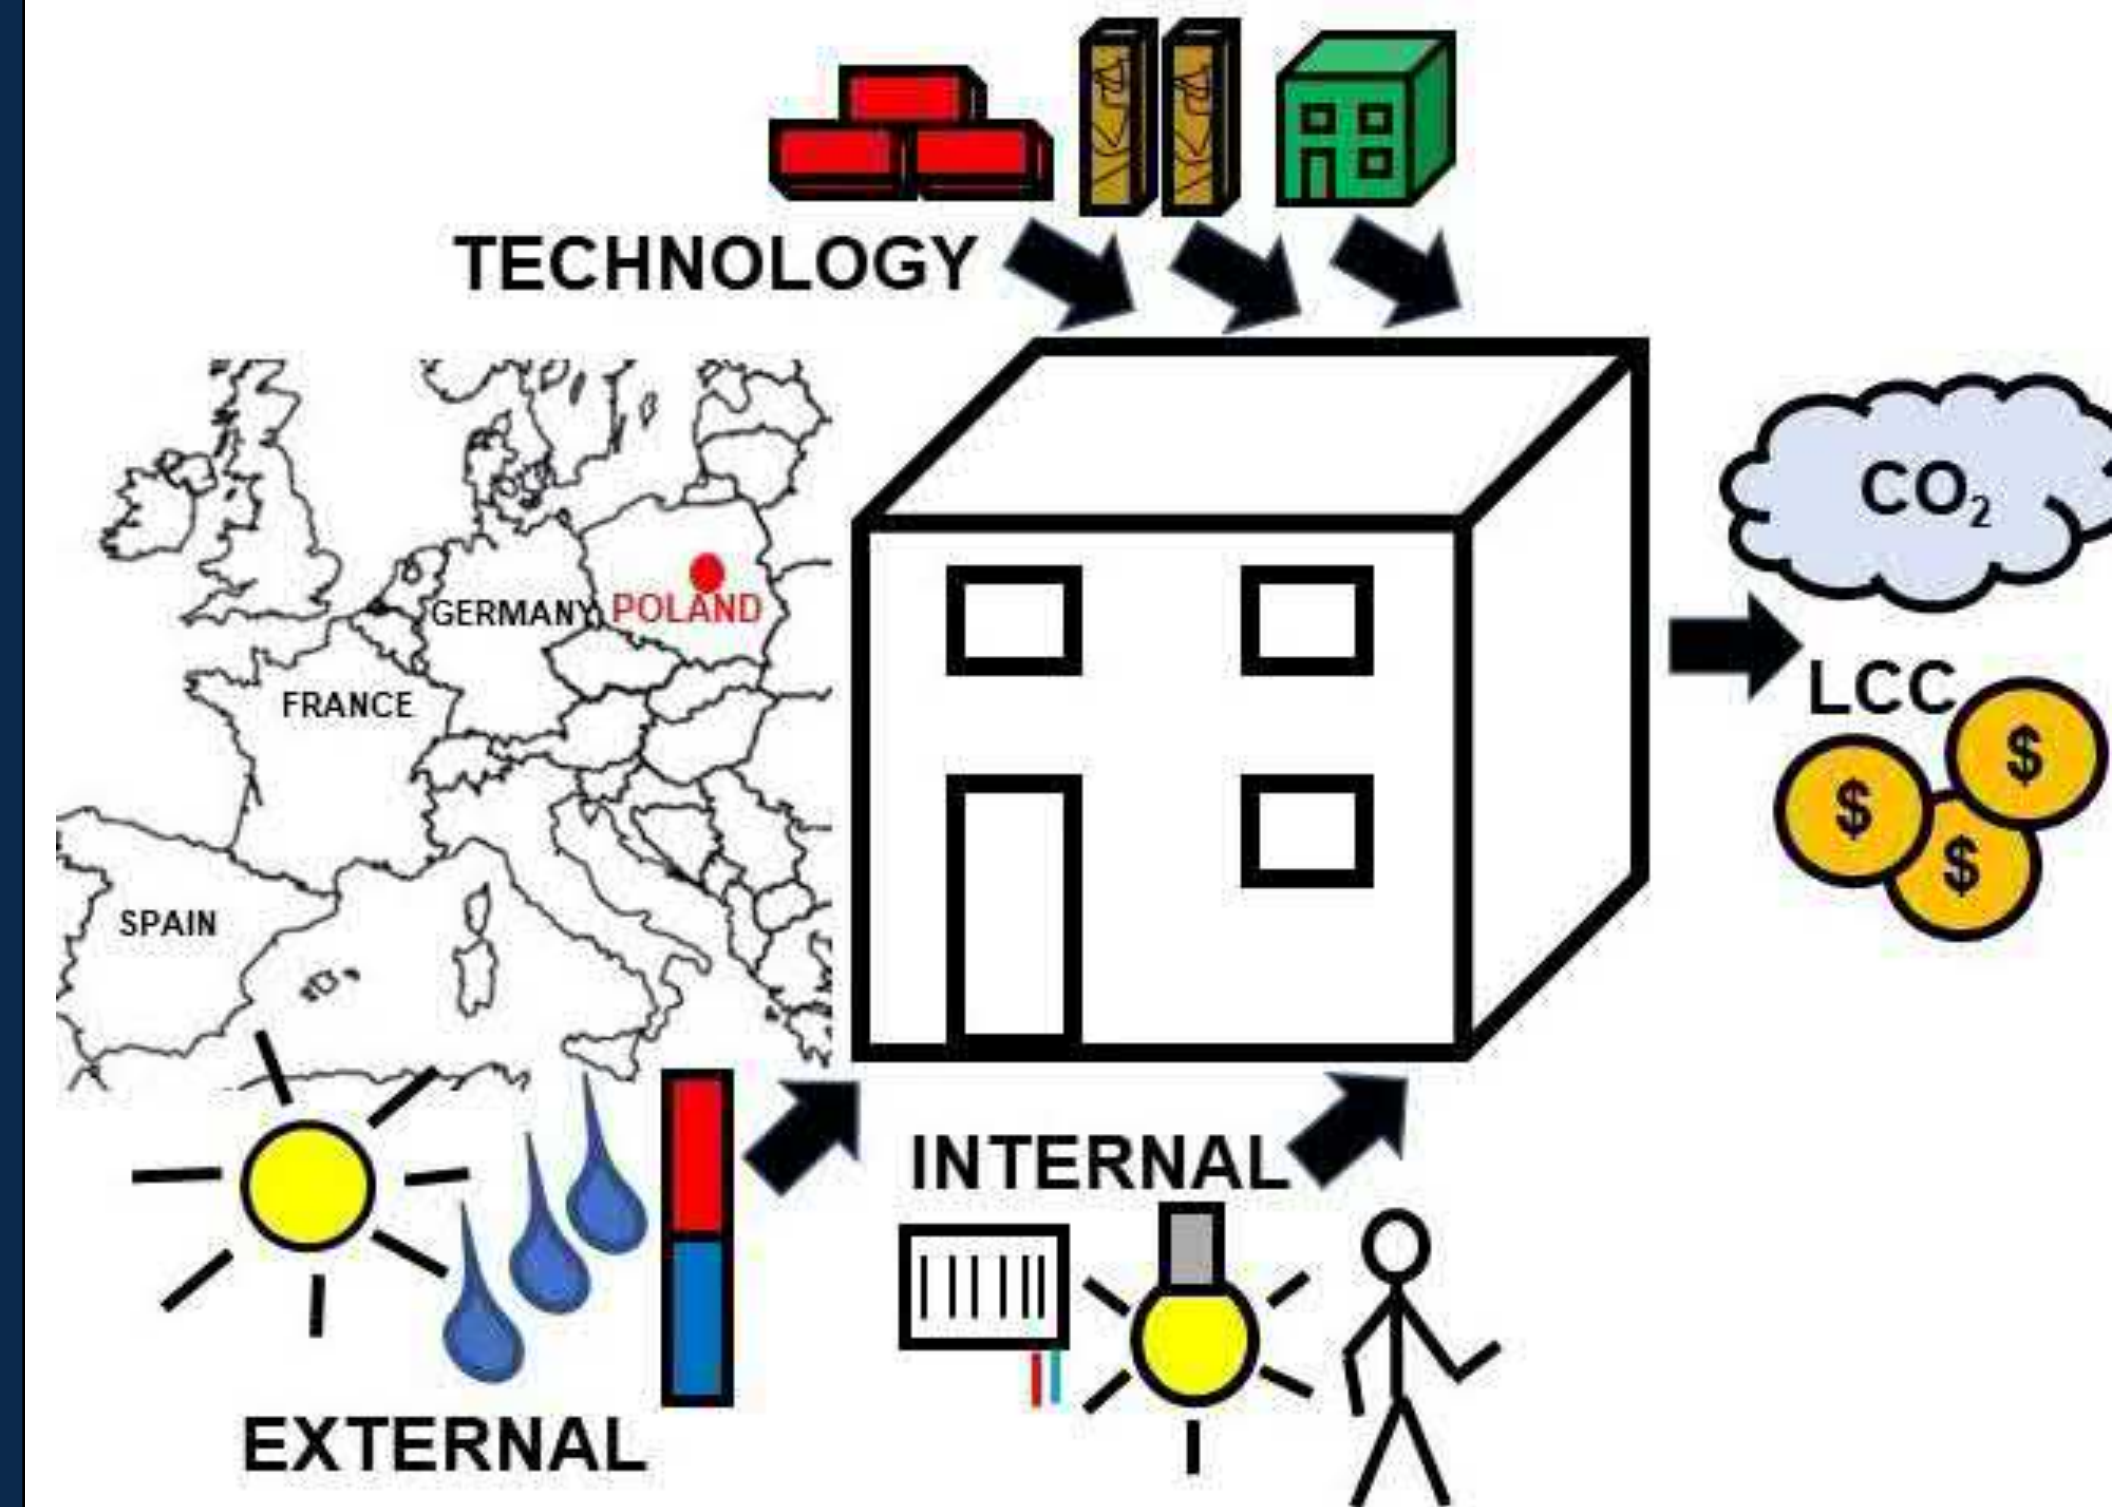 TECHNOLOGY
CO₂
GERMANY
POLAND
FRANCE
LCC
$
$
$
SPAIN
INTERNAL
EXTERNAL